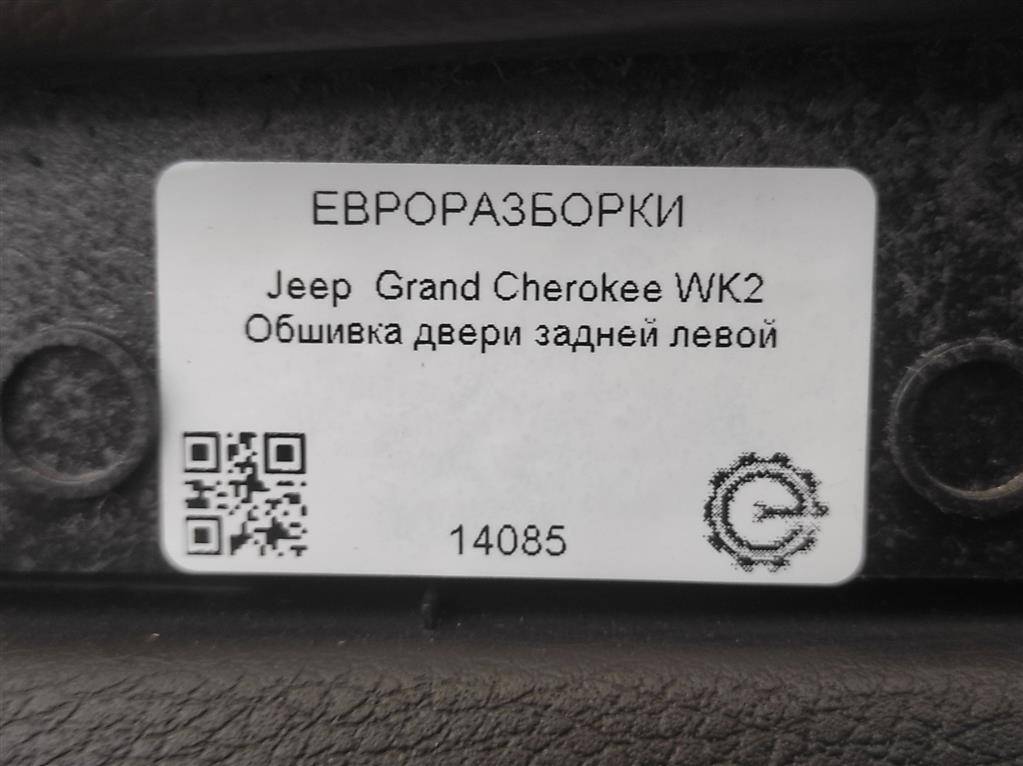 ЕВРОРАЗБОРКИ
Jeep Grand Cherokee WK2
Обшивка двери задней левой
14085